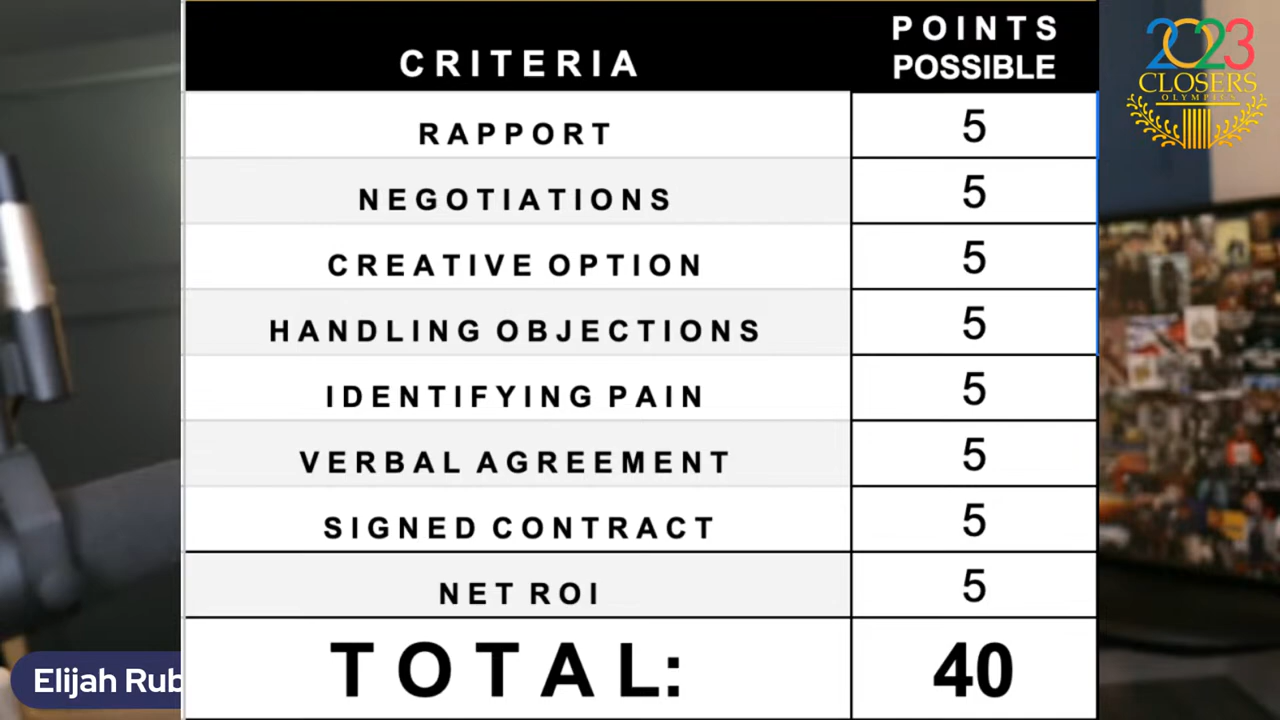 CRITERIA
POINTS
POSSIBLE
RAPPORT 5
NEGOTIATIONS 5
CREATIVE OPTION 5
HANDLING OBJECTIONS 5
IDENTIFYING PAIN 5
VERBAL AGREEMENT 5
SIGNED CONTRACT 5
NET ROI 5
TOTAL: 40
2023
CLOSERS
OLYMPICS
Elijah Rub